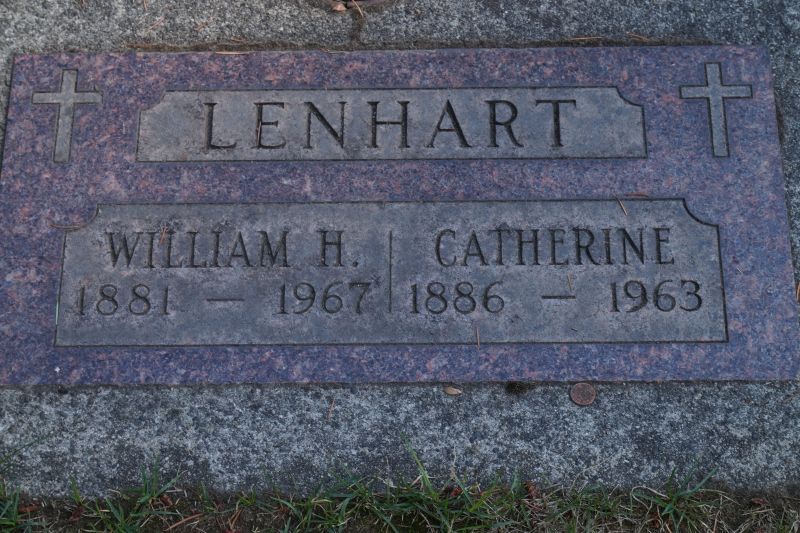 LENHART
WILLIAM H. CATHERINE
1881 — 1967 1886 — 1963